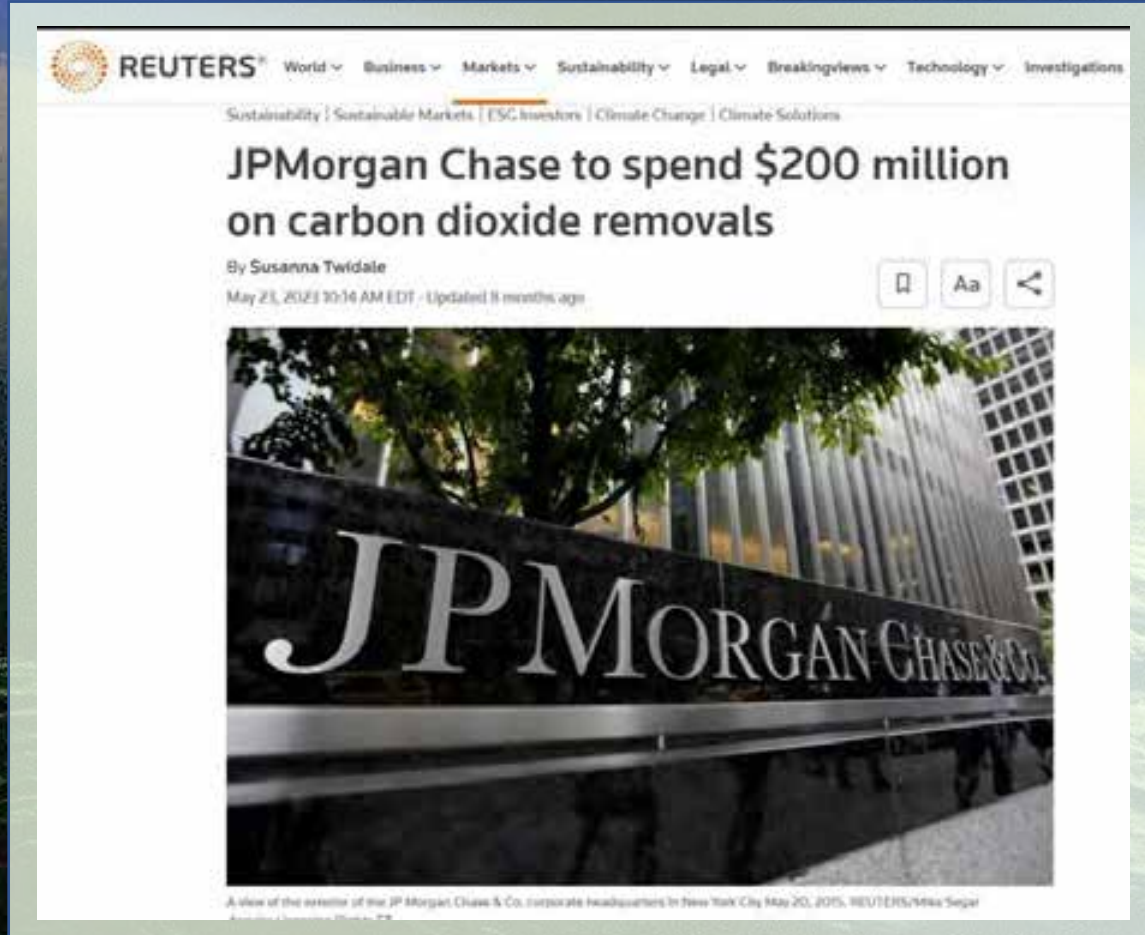 REUTERS®
World Business Markets Sustainability Legal Breakingviews Technology Investigations
Sustainability | Sustainable Markets | ESG Investors | Climate Change | Climate Solutions
JPMorgan Chase to spend $200 million
on carbon dioxide removals
By Susanna Twidale
May 23, 2023 10:14 AM EDT · Updated 8 months ago
Aa
JPMORGAN CHASE & CO.
A view of the exterior of the JP Morgan Chase & Co. corporate headquarters in New York City May 20, 2015. REUTERS/Mike Segar